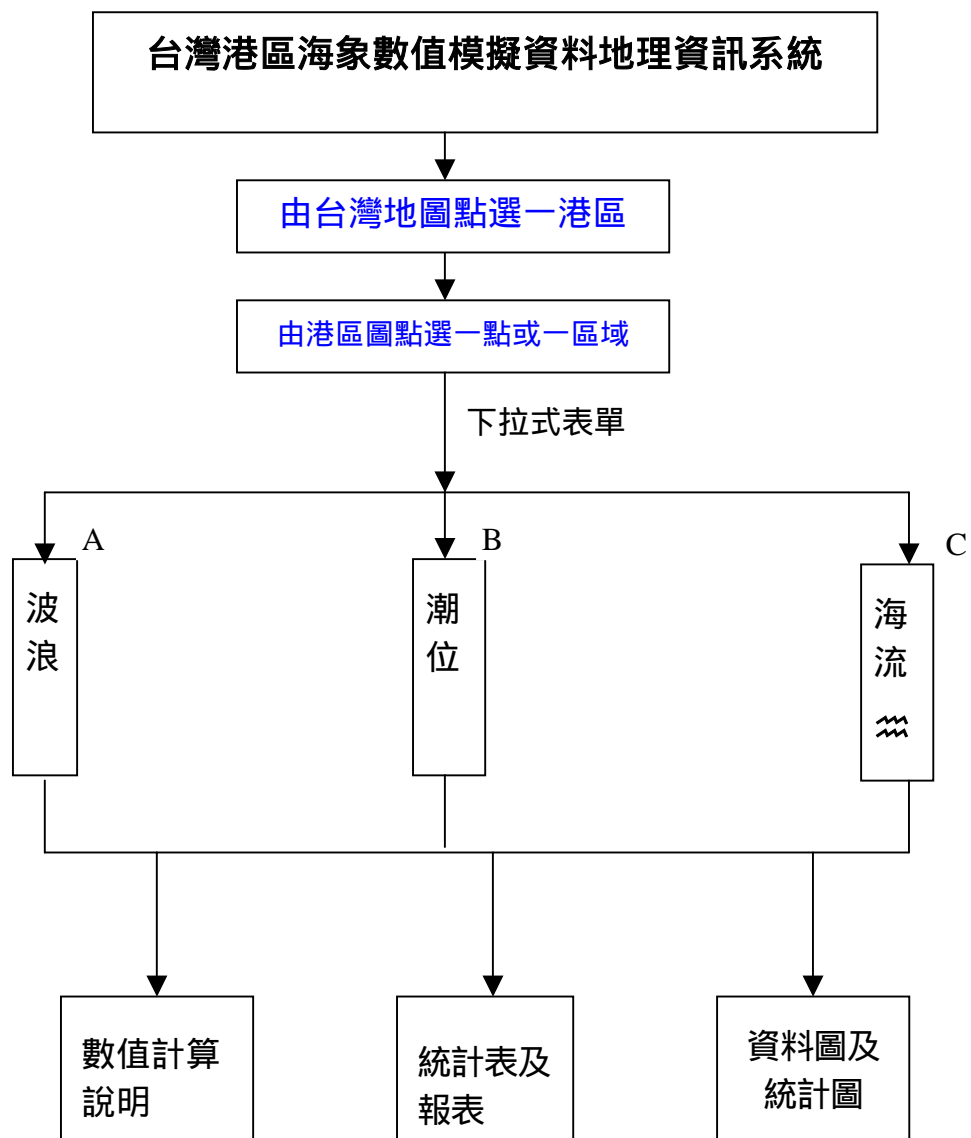 台灣港區海象數值模擬資料地理資訊系統
由台灣地圖點選一港區
由港區圖點選一點或一區域
下拉式表單
A
波
浪
B
潮
位
C
海
流
數值計算
說明
統計表及
報表
資料圖及
統計圖